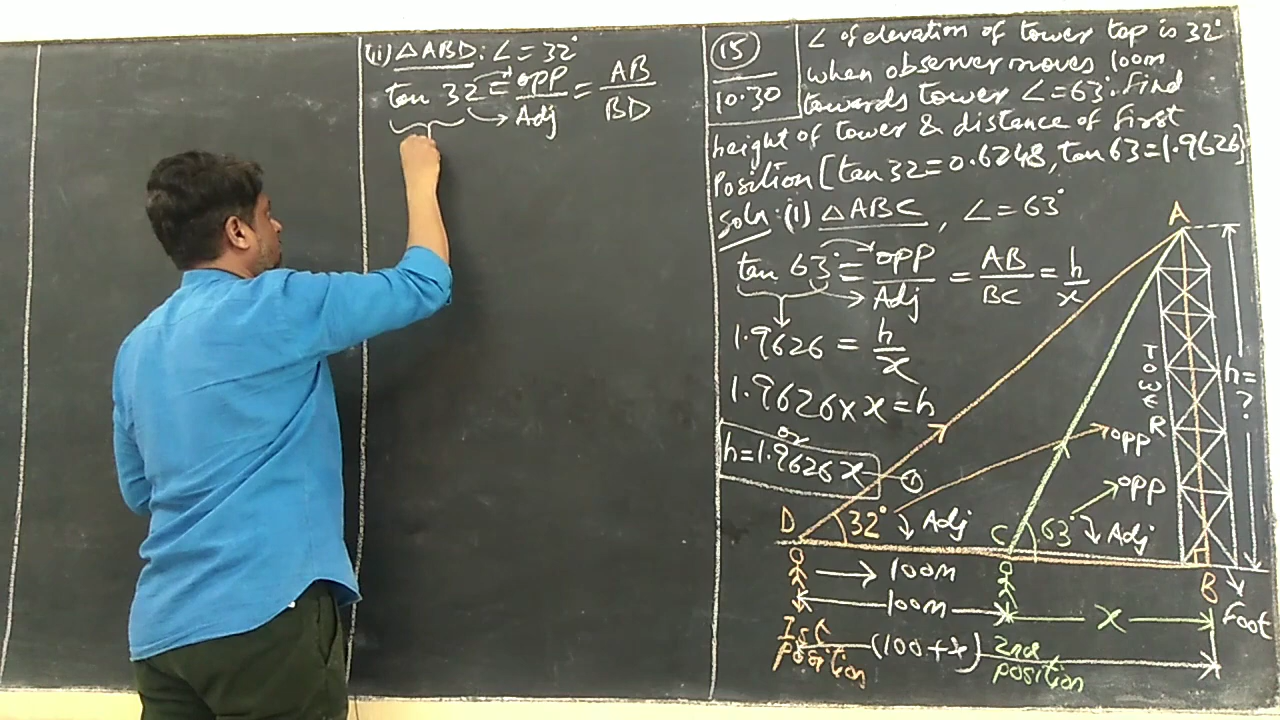 (ii) △ABD: ∠ = 32°
tan 32 = opp/Adj = AB/BD
(15)
10.30
∠ of elevation of tower top is 32°
when observer moves 100m
towards tower ∠=63°. Find
height of tower & distance of first
position [tan 32=0.6248, tan 63=1.9626]
Soln: (i) △ABC, ∠ = 63°
tan 63° = opp/Adj = AB/BC = h/x
1.9626 = h/x
1.9626 × x = h
or
h = 1.9626 x — ①
A
TOWER
h=
?
opp
opp
D 32° Adj
C 63° Adj
B
Foot
100m
100m
x
(100+x)
Ist
position
2nd
position